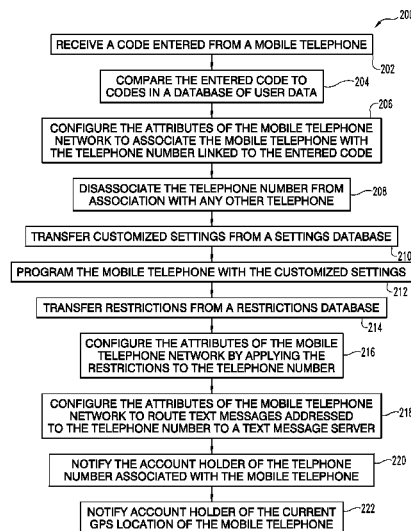 200
RECEIVE A CODE ENTERED FROM A MOBILE TELEPHONE
202
COMPARE THE ENTERED CODE TO
CODES IN A DATABASE OF USER DATA
204
206
CONFIGURE THE ATTRIBUTES OF THE MOBILE TELEPHONE
NETWORK TO ASSOCIATE THE MOBILE TELEPHONE WITH
THE TELEPHONE NUMBER LINKED TO THE ENTERED CODE
DISASSOCIATE THE TELEPHONE NUMBER FROM
ASSOCIATION WITH ANY OTHER TELEPHONE
208
TRANSFER CUSTOMIZED SETTINGS FROM A SETTINGS DATABASE
210
PROGRAM THE MOBILE TELEPHONE WITH THE CUSTOMIZED SETTINGS
212
TRANSFER RESTRICTIONS FROM A RESTRICTIONS DATABASE
214
CONFIGURE THE ATTRIBUTES OF THE MOBILE
TELEPHONE NETWORK BY APPLYING THE
RESTRICTIONS TO THE TELEPHONE NUMBER
216
CONFIGURE THE ATTRIBUTES OF THE MOBILE TELEPHONE
NETWORK TO ROUTE TEXT MESSAGES ADDRESSED
TO THE TELEPHONE NUMBER TO A TEXT MESSAGE SERVER
218
NOTIFY THE ACCOUNT HOLDER OF THE TELPHONE
NUMBER ASSOCIATED WITH THE MOBILE TELEPHONE
220
NOTIFY ACCOUNT HOLDER OF THE CURRENT
GPS LOCATION OF THE MOBILE TELEPHONE
222